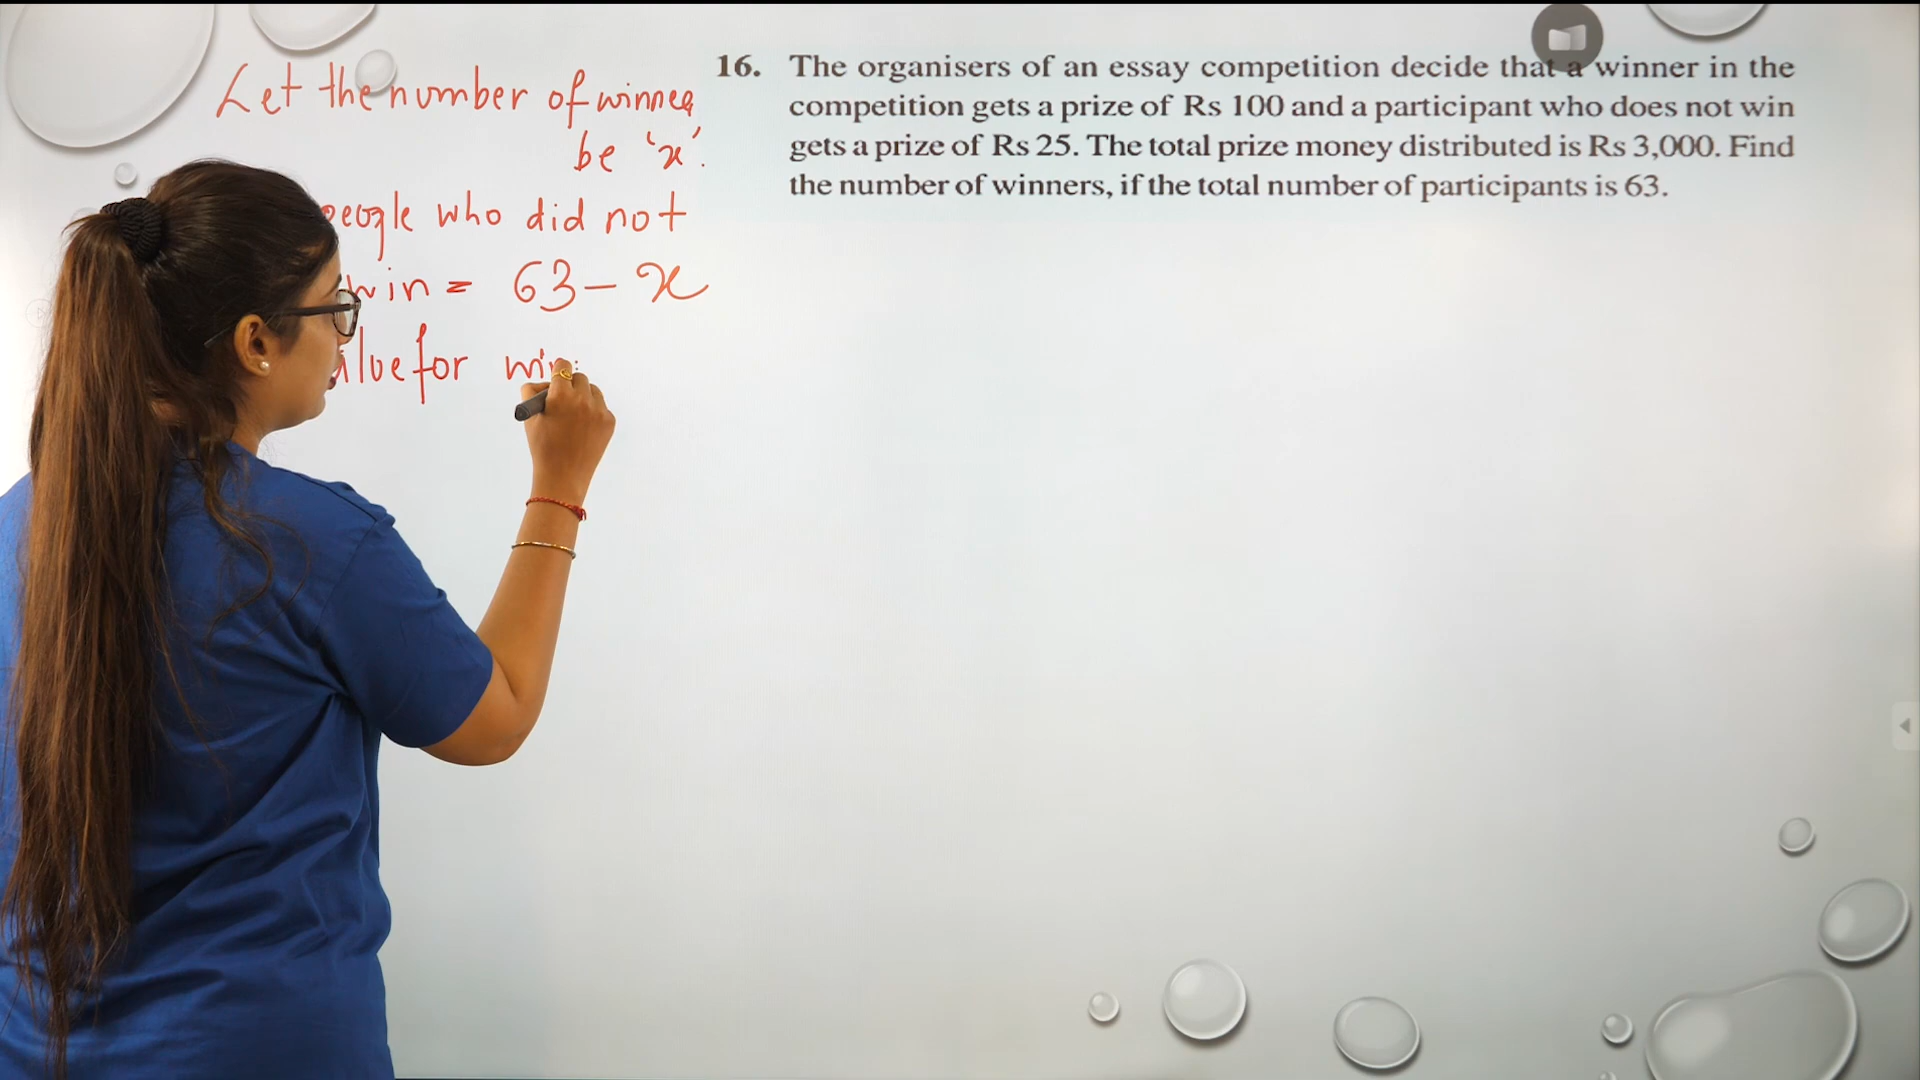 Let the number of winner
be 'x'.
people who did not
win = 63 - x
for
16. The organisers of an essay competition decide that a winner in the
competition gets a prize of Rs 100 and a participant who does not win
gets a prize of Rs 25. The total prize money distributed is Rs 3,000. Find
the number of winners, if the total number of participants is 63.